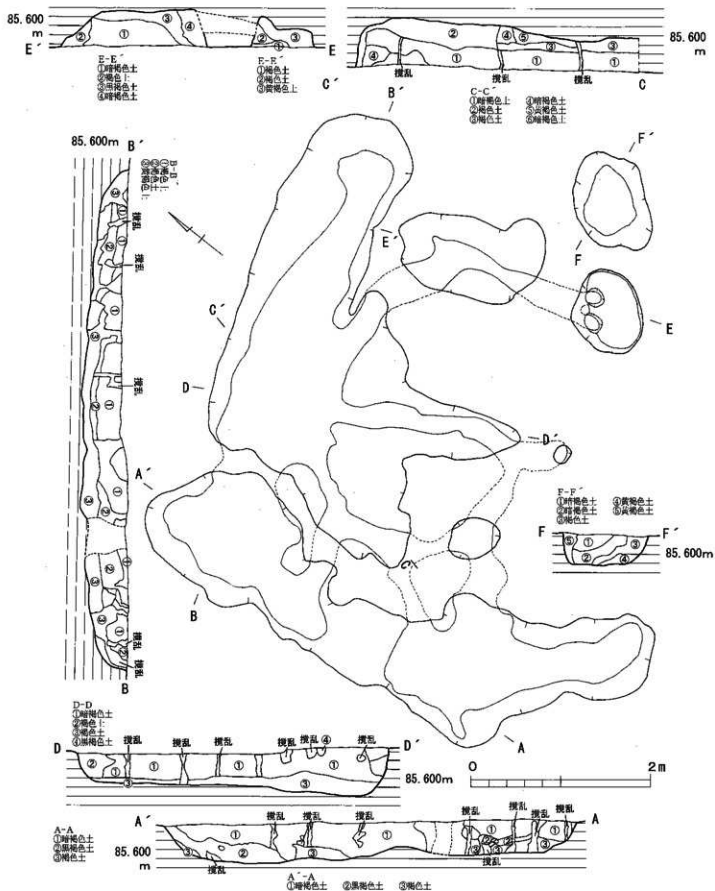 85.600
m
E´ E
E-E´
①暗褐色土
②褐色土
③黒褐色土
④暗褐色土
E-E´
①褐色土
②褐色土
③黄褐色土
85.600
m
C´ C
撹乱 撹乱 撹乱
C-C´
①暗褐色土 ④暗褐色土
②褐色土 ⑤黄褐色土
③褐色土 ⑥暗褐色土
B´
85.600m
B´
B-B´
撹乱
撹乱
撹乱
撹乱
撹乱
B
F´
F
E´
E
C´
D
D´
A´
B
C
A
F-F´
①暗褐色土 ④黄褐色土
②暗褐色土 ⑤黄褐色土
③褐色土
F F´
85.600m
D-D
①暗褐色土
②褐色土
③褐色土
④黒褐色土
D D´
撹乱 撹乱 撹乱 撹乱 撹乱 撹乱
85.600m
0 2m
A-A
①暗褐色土
②黒褐色土
③褐色土
A´ A
撹乱 撹乱 撹乱 撹乱 撹乱 撹乱 撹乱
85.600
m
撹乱 撹乱
A´-A
①暗褐色土 ②黒褐色土 ③褐色土